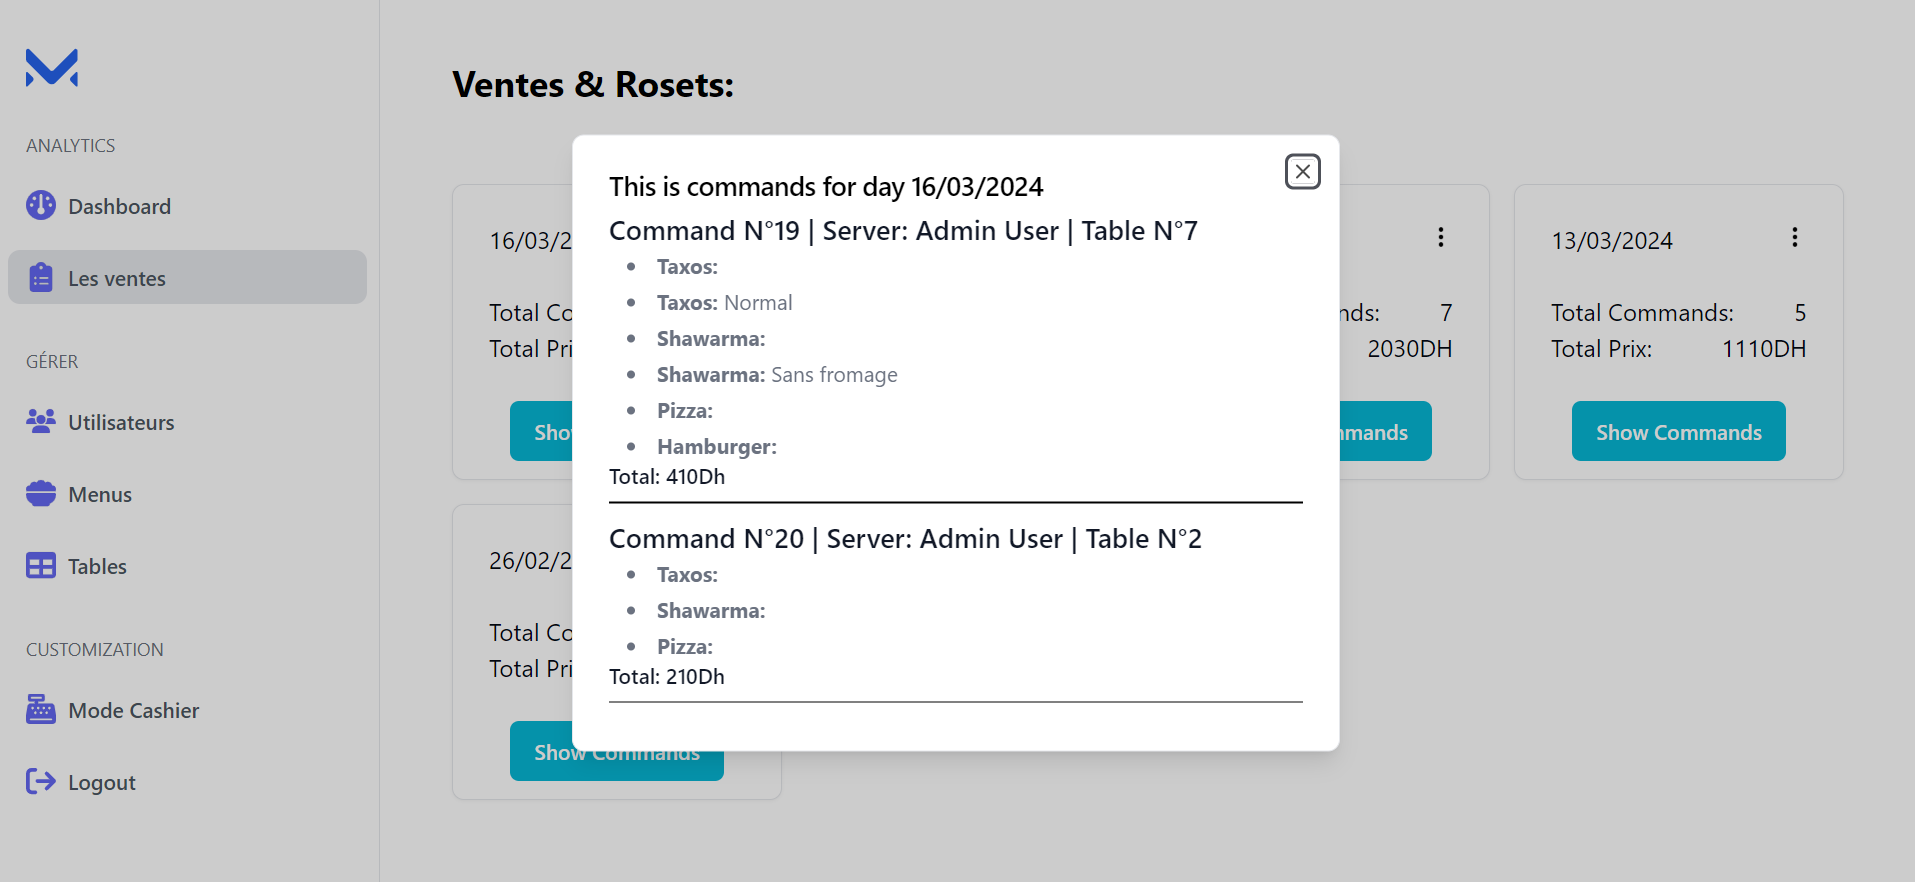 ANALYTICS
Dashboard
Les ventes
GÉRER
Utilisateurs
Menus
Tables
CUSTOMIZATION
Mode Cashier
Logout
Ventes & Rosets:
This is commands for day 16/03/2024
Command N°19 | Server: Admin User | Table N°7
Taxos:
Taxos: Normal
Shawarma:
Shawarma: Sans fromage
Pizza:
Hamburger:
Total: 410Dh
Command N°20 | Server: Admin User | Table N°2
Taxos:
Shawarma:
Pizza:
Total: 210Dh
16/03/2
Total Co
Total Pri
Sho
nds: 7
2030DH
mmands
13/03/2024
Total Commands: 5
Total Prix: 1110DH
Show Commands
26/02/2
Total Co
Total Pri
Show Commands